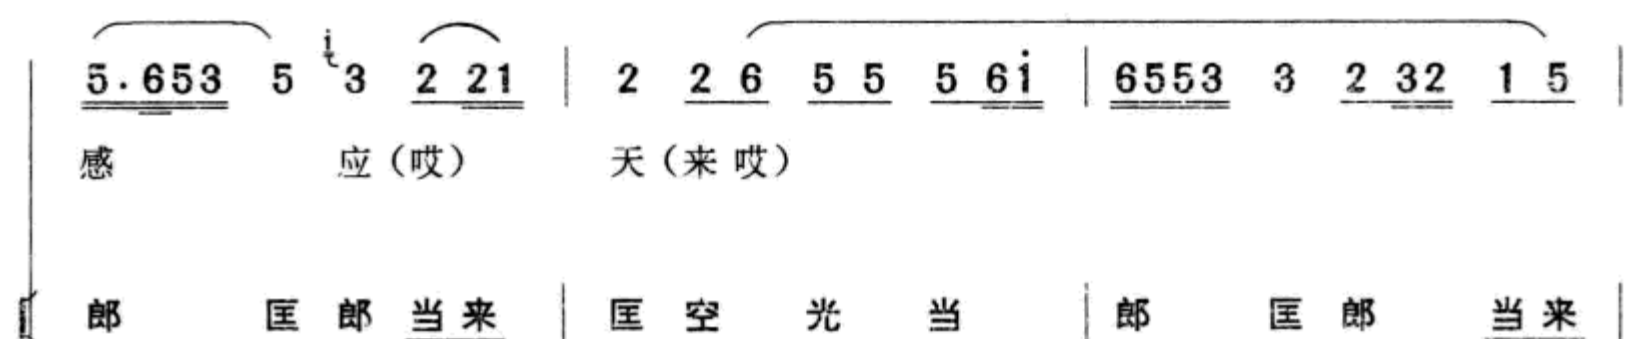 i
5.653 5 3 2 21 | 2 2 6 5 5 5 6i | 6553 3 2 32 1 5 |
感 应（哎） 天（来 哎）
郎 匡 郎 当 来 | 匡 空 光 当 | 郎 匡 郎 当 来 |